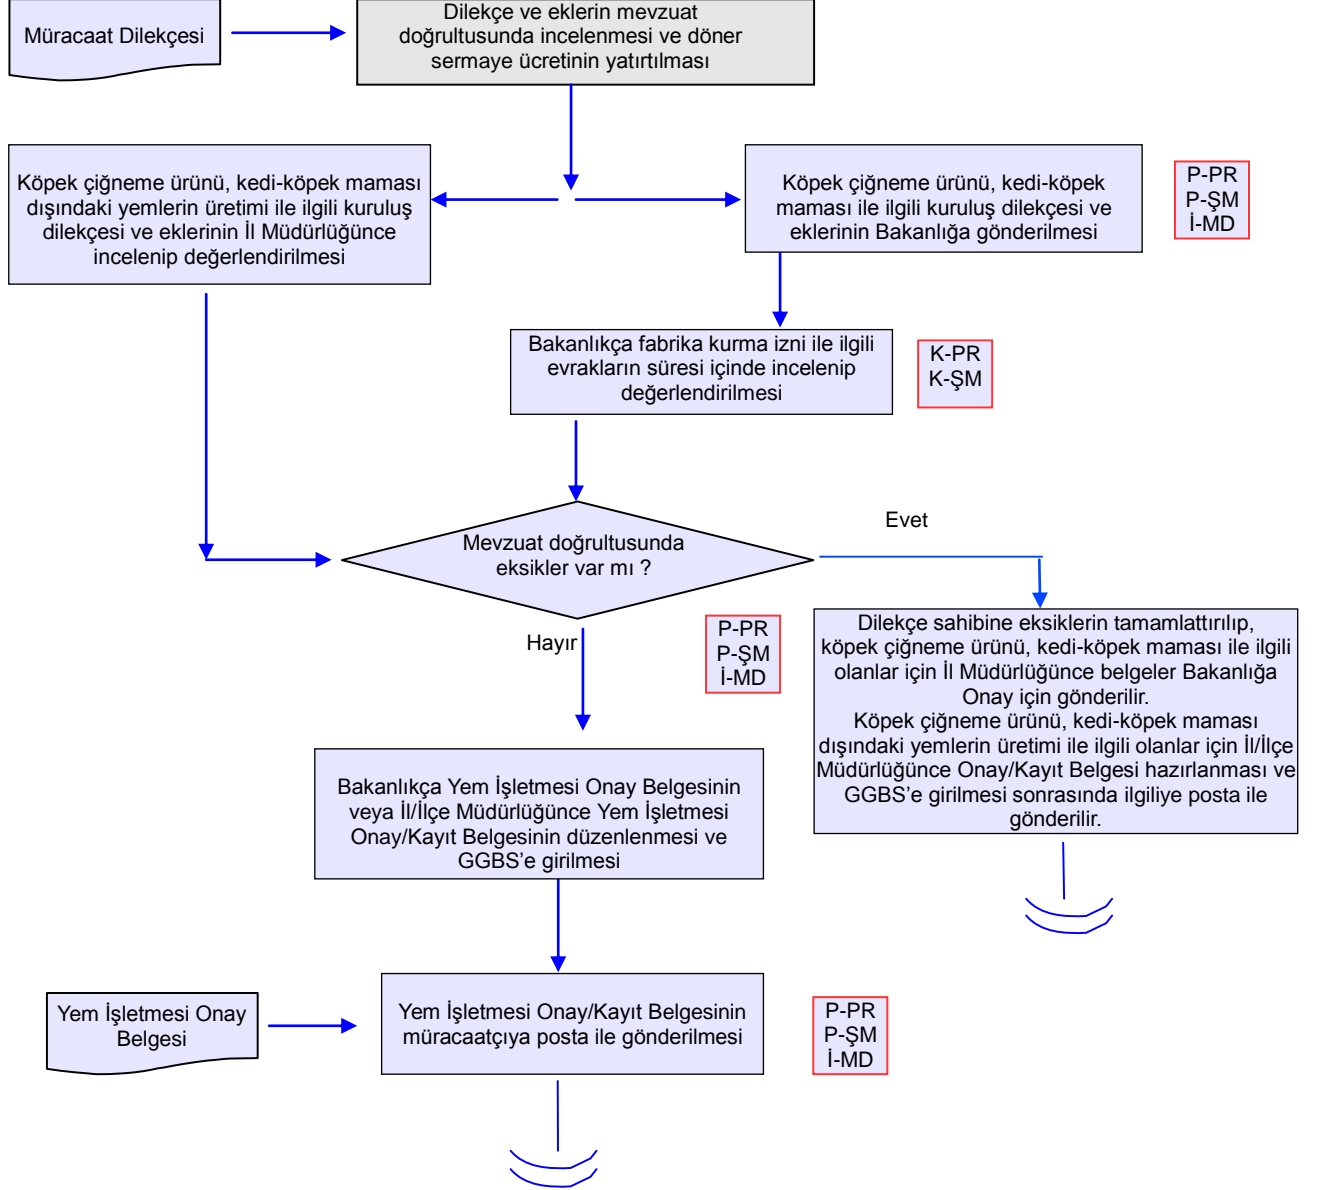 Müracaat Dilekçesi
Dilekçe ve eklerin mevzuat
doğrultusunda incelenmesi ve döner
sermaye ücretinin yatırtılması
Köpek çiğneme ürünü, kedi-köpek maması
dışındaki yemlerin üretimi ile ilgili kuruluş
dilekçesi ve eklerinin İl Müdürlüğünce
incelenip değerlendirilmesi
Köpek çiğneme ürünü, kedi-köpek
maması ile ilgili kuruluş dilekçesi ve
eklerinin Bakanlığa gönderilmesi
P-PR
P-ŞM
İ-MD
Bakanlıkça fabrika kurma izni ile ilgili
evrakların süresi içinde incelenip
değerlendirilmesi
K-PR
K-ŞM
Mevzuat doğrultusunda
eksikler var mı ?
Evet
Hayır
P-PR
P-ŞM
İ-MD
Dilekçe sahibine eksiklerin tamamlattırılıp,
köpek çiğneme ürünü, kedi-köpek maması ile ilgili
olanlar için İl Müdürlüğünce belgeler Bakanlığa
Onay için gönderilir.
Köpek çiğneme ürünü, kedi-köpek maması
dışındaki yemlerin üretimi ile ilgili olanlar için İl/İlçe
Müdürlüğünce Onay/Kayıt Belgesi hazırlanması ve
GGBS’e girilmesi sonrasında ilgiliye posta ile
gönderilir.
Bakanlıkça Yem İşletmesi Onay Belgesinin
veya İl/İlçe Müdürlüğünce Yem İşletmesi
Onay/Kayıt Belgesinin düzenlenmesi ve
GGBS’e girilmesi
Yem İşletmesi Onay
Belgesi
Yem İşletmesi Onay/Kayıt Belgesinin
müracaatçıya posta ile gönderilmesi
P-PR
P-ŞM
İ-MD